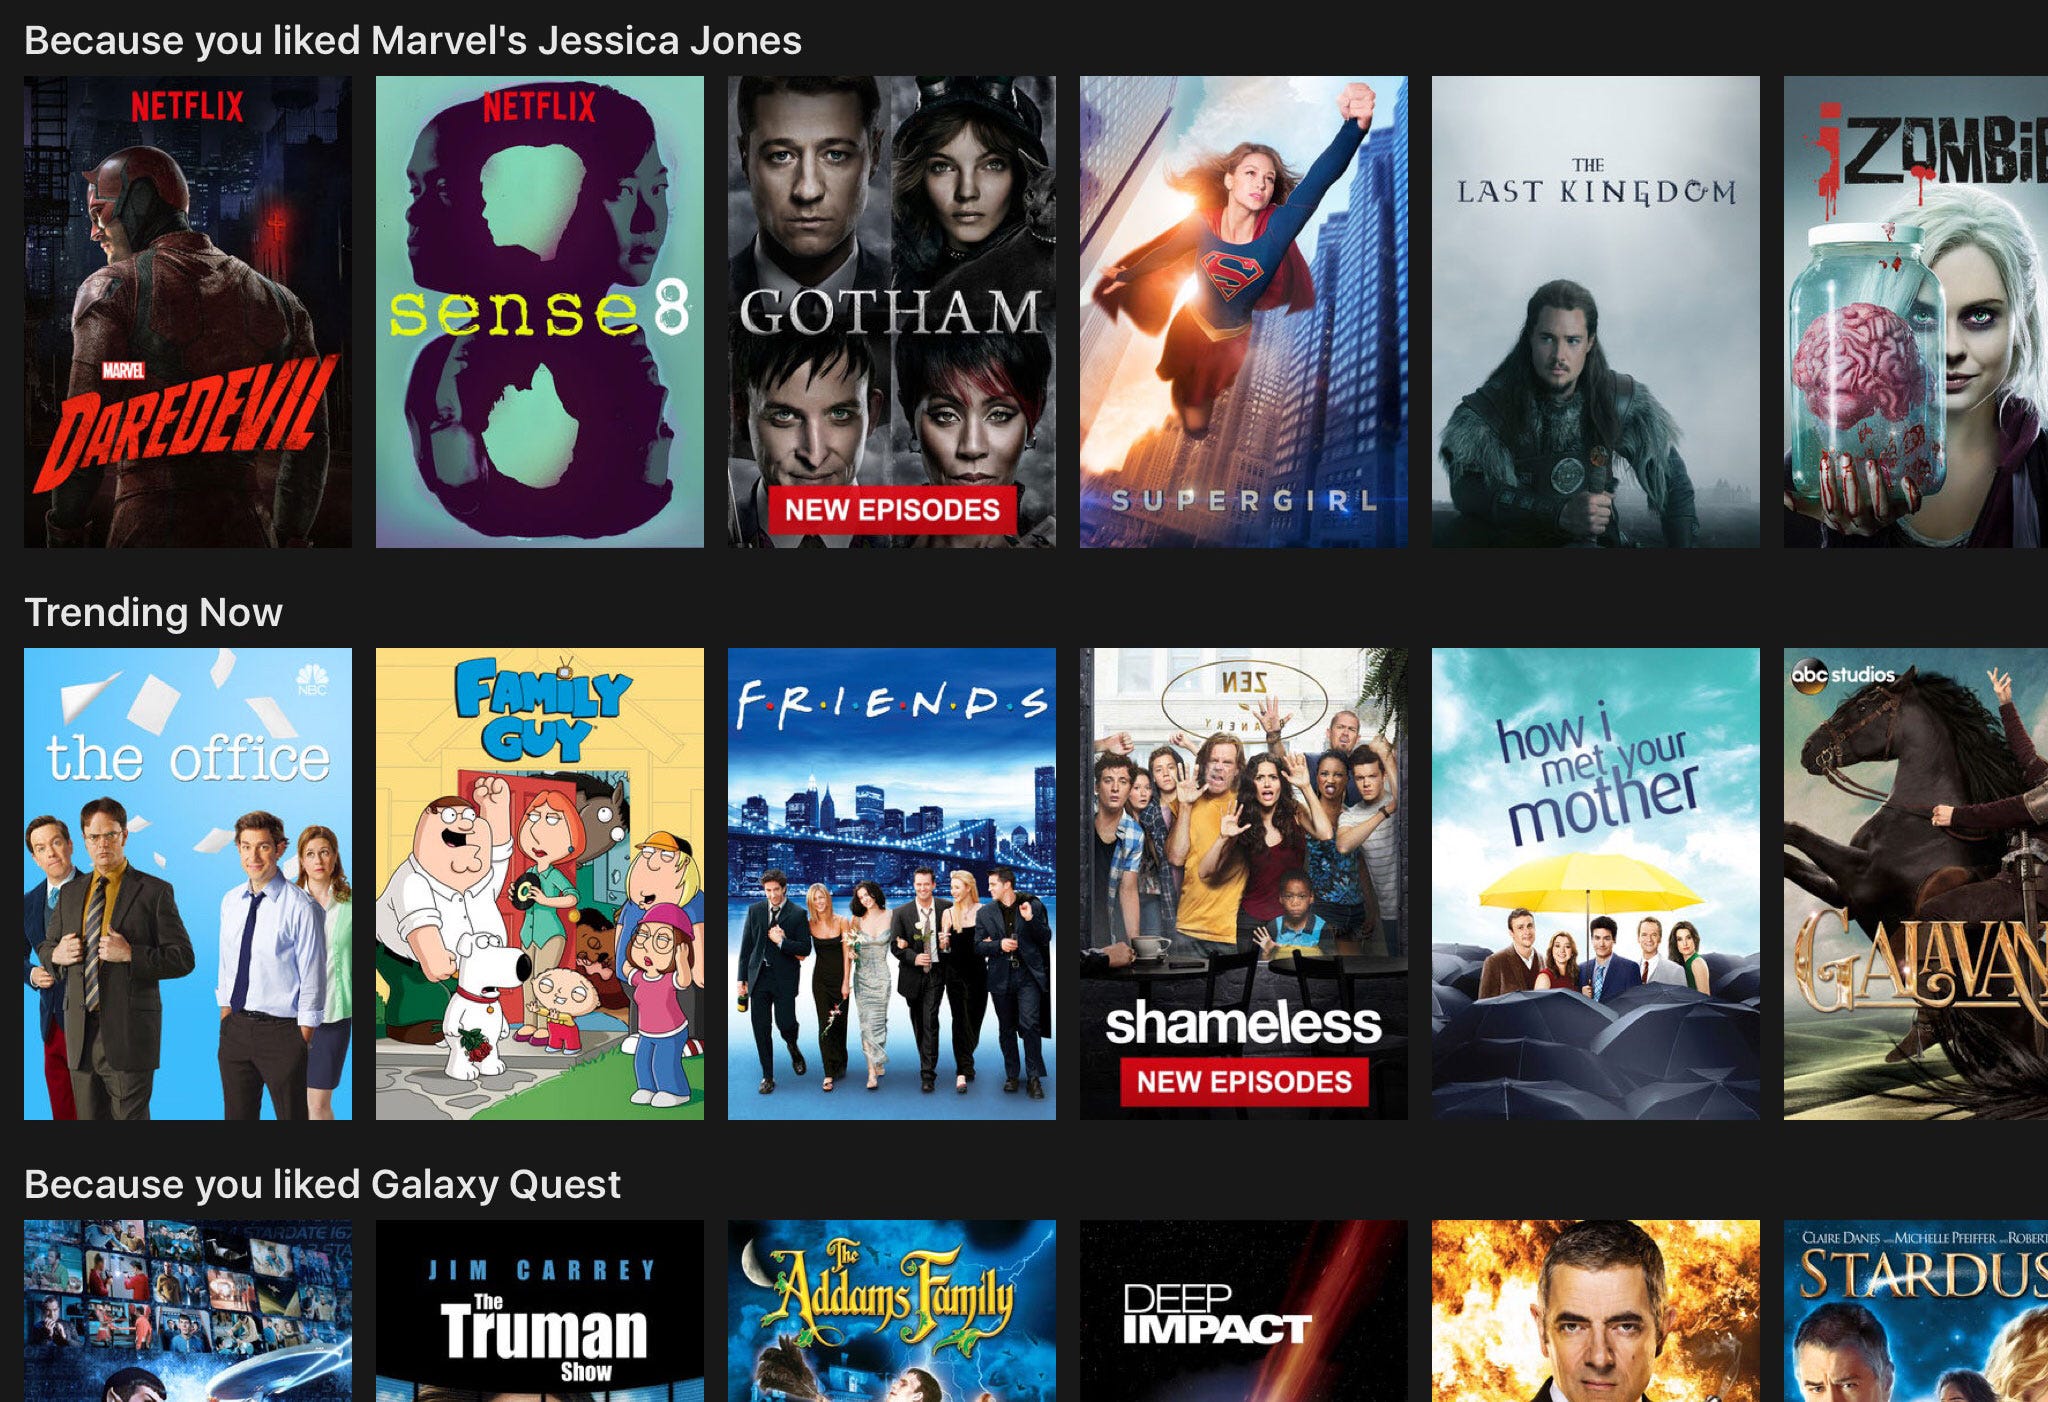 Because you liked Marvel's Jessica Jones
NETFLIX
MARVEL
DAREDEVIL
NETFLIX
sense8
GOTHAM
NEW EPISODES
SUPERGIRL
THE
LAST KINGDOM
iZOMBiE
Trending Now
NBC
the office
FAMILY
GUY
F·R·I·E·N·D·S
ZEN
shameless
NEW EPISODES
how i
met your
mother
abc studios
GALAVAN
Because you liked Galaxy Quest
STARDATE 167
STA
JIM CARREY
The
Truman
Show
The
Addams Family
DEEP
IMPACT
CLAIRE DANES MICHELLE PFEIFFER ROBERT
STARDUS